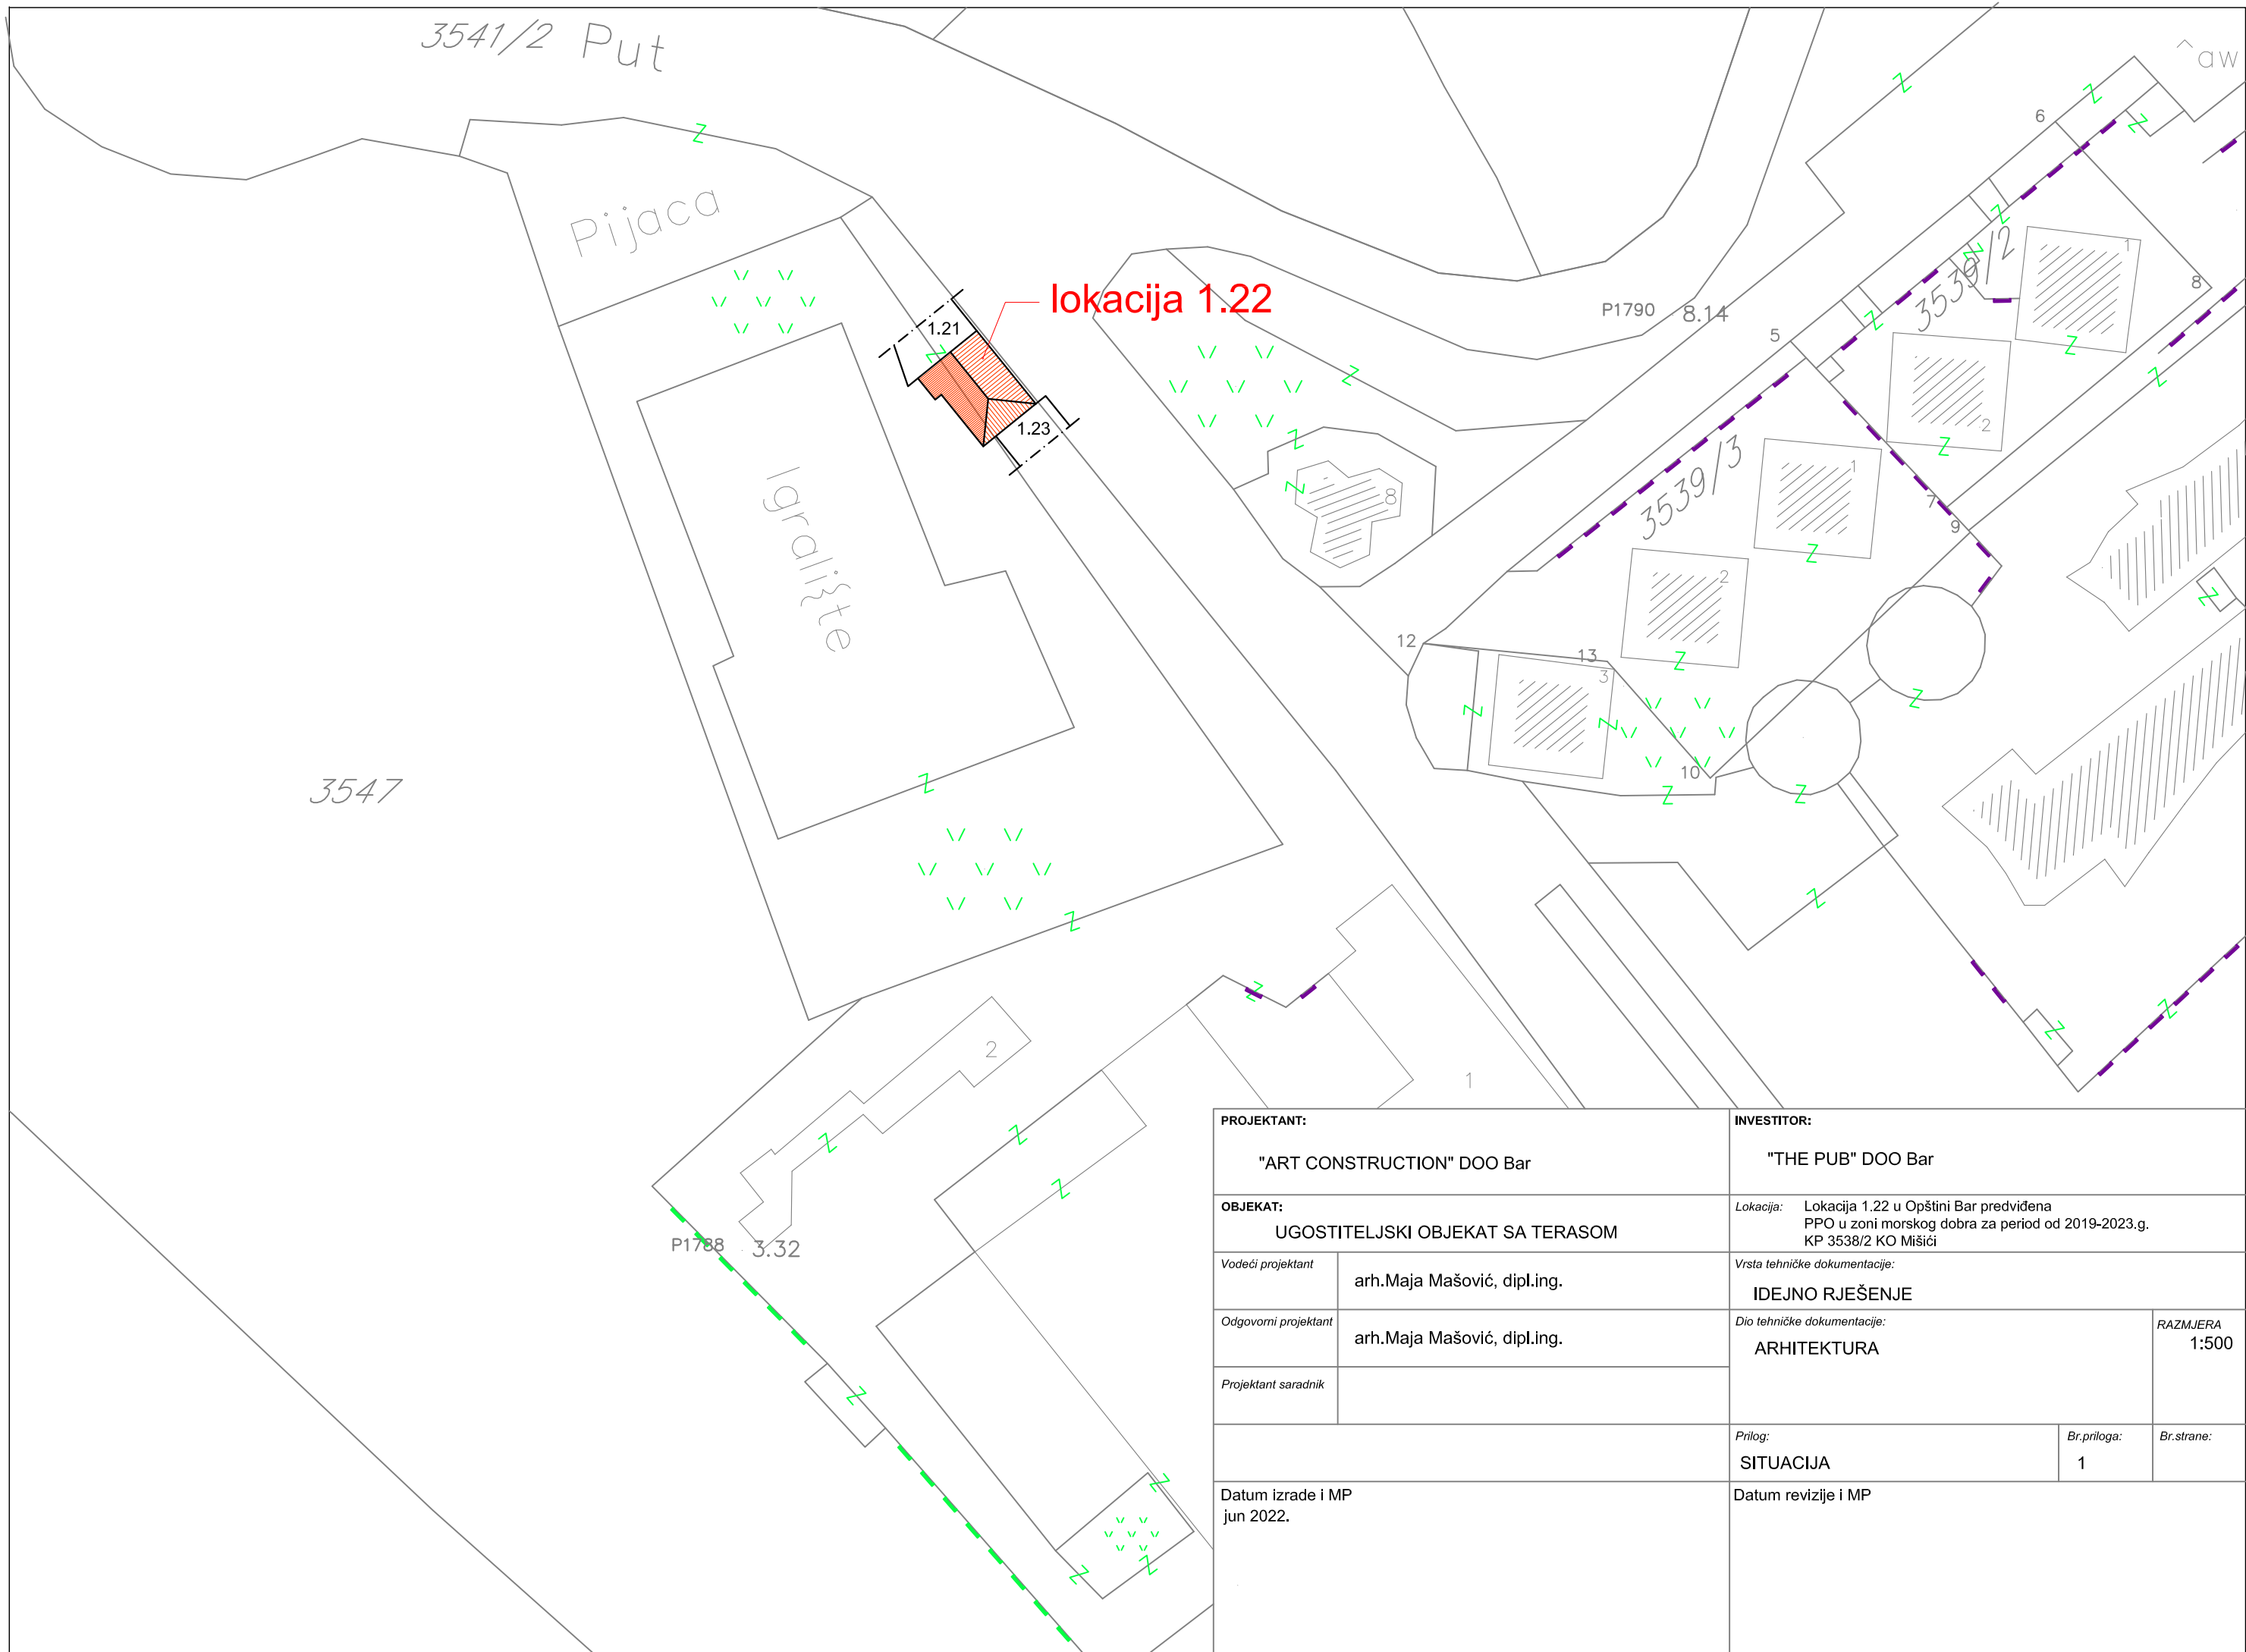 3541/2 Put
^aw
6
Pijaca
3539/2
1
8
lokacija 1.22
P1790 8.14
1.21
5
2
1.23
3539/3
1
8
7
9
Igrali{te
2
12
13
3
3547
10
2
1
P1788 3.32
PROJEKTANT:
"ART CONSTRUCTION" DOO Bar
INVESTITOR:
"THE PUB" DOO Bar
OBJEKAT:
UGOSTITELJSKI OBJEKAT SA TERASOM
Lokacija: Lokacija 1.22 u Opštini Bar predviđena
PPO u zoni morskog dobra za period od 2019-2023.g.
KP 3538/2 KO Mišići
Vodeći projektant
arh.Maja Mašović, dipl.ing.
Vrsta tehničke dokumentacije:
IDEJNO RJEŠENJE
Odgovorni projektant
arh.Maja Mašović, dipl.ing.
Dio tehničke dokumentacije:
ARHITEKTURA
RAZMJERA
1:500
Projektant saradnik
Prilog:
SITUACIJA
Br.priloga:
1
Br.strane:
Datum izrade i MP
jun 2022.
Datum revizije i MP